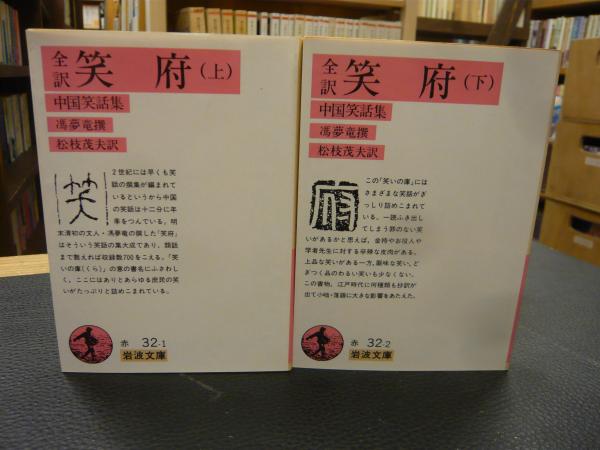 全訳 笑府(上)
中国笑話集
馮夢竜撰
松枝茂夫訳
笑
2世紀には早くも笑
話の撰集が編まれて
いるというから中国
の笑話は十二分に年
季をつんでいる。明
末清初の文人・馮夢竜の撰した「笑府」
はそういう笑話の集大成であり、類話
まで数えれば収録数700をこえる。「笑
いの庫(くら)」の意の書名にふさわし
く、ここにはありとあらゆる庶民の笑
いがたっぷりと詰めこまれている。
赤 32-1
岩波文庫
全訳 笑府(下)
中国笑話集
馮夢竜撰
松枝茂夫訳
府
この「笑いの庫」には
さまざまな笑話がぎ
っしり詰めこまれて
いる。一読ふき出し
てしまう罪のない笑
いがあるかと思えば、金持やお役人や
学者先生に対する辛辣な皮肉がある。
上品な笑いがある一方、厭味な笑い、ど
ぎつく品のわるい笑いも少なくない。
この書物、江戸時代に何種類も抄訳が
出て小咄・落語に大きな影響をあたえた。
赤 32-2
岩波文庫